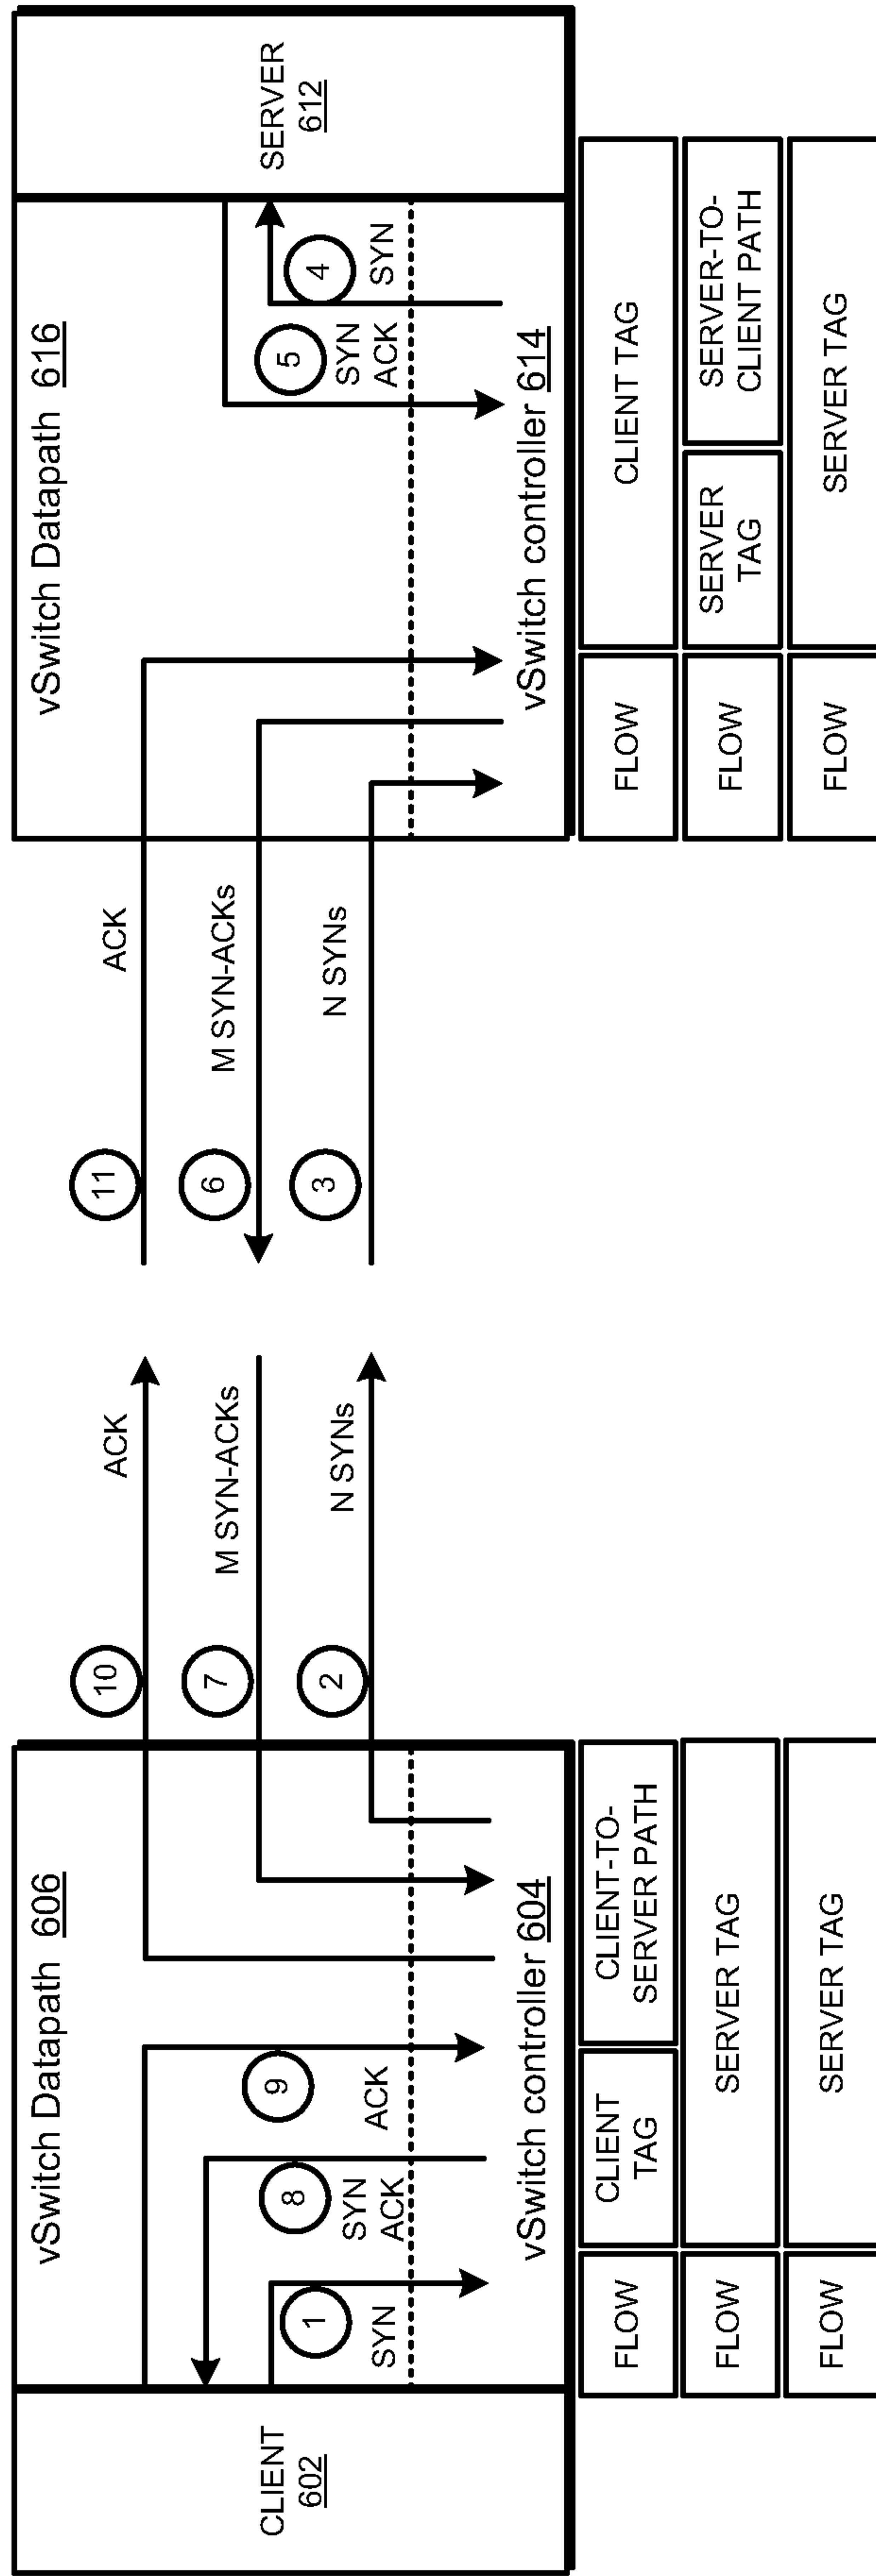 CLIENT
602
vSwitch Datapath 606
1
SYN
8
SYN
ACK
9
ACK
vSwitch controller 604
FLOW
CLIENT
TAG
CLIENT-TO-
SERVER PATH
FLOW
SERVER TAG
FLOW
SERVER TAG
10
ACK
7
M SYN-ACKs
2
N SYNs
11
ACK
6
M SYN-ACKs
3
N SYNs
vSwitch Datapath 616
5
SYN
ACK
4
SYN
vSwitch controller 614
FLOW
CLIENT TAG
FLOW
SERVER
TAG
SERVER-TO-
CLIENT PATH
FLOW
SERVER TAG
SERVER
612